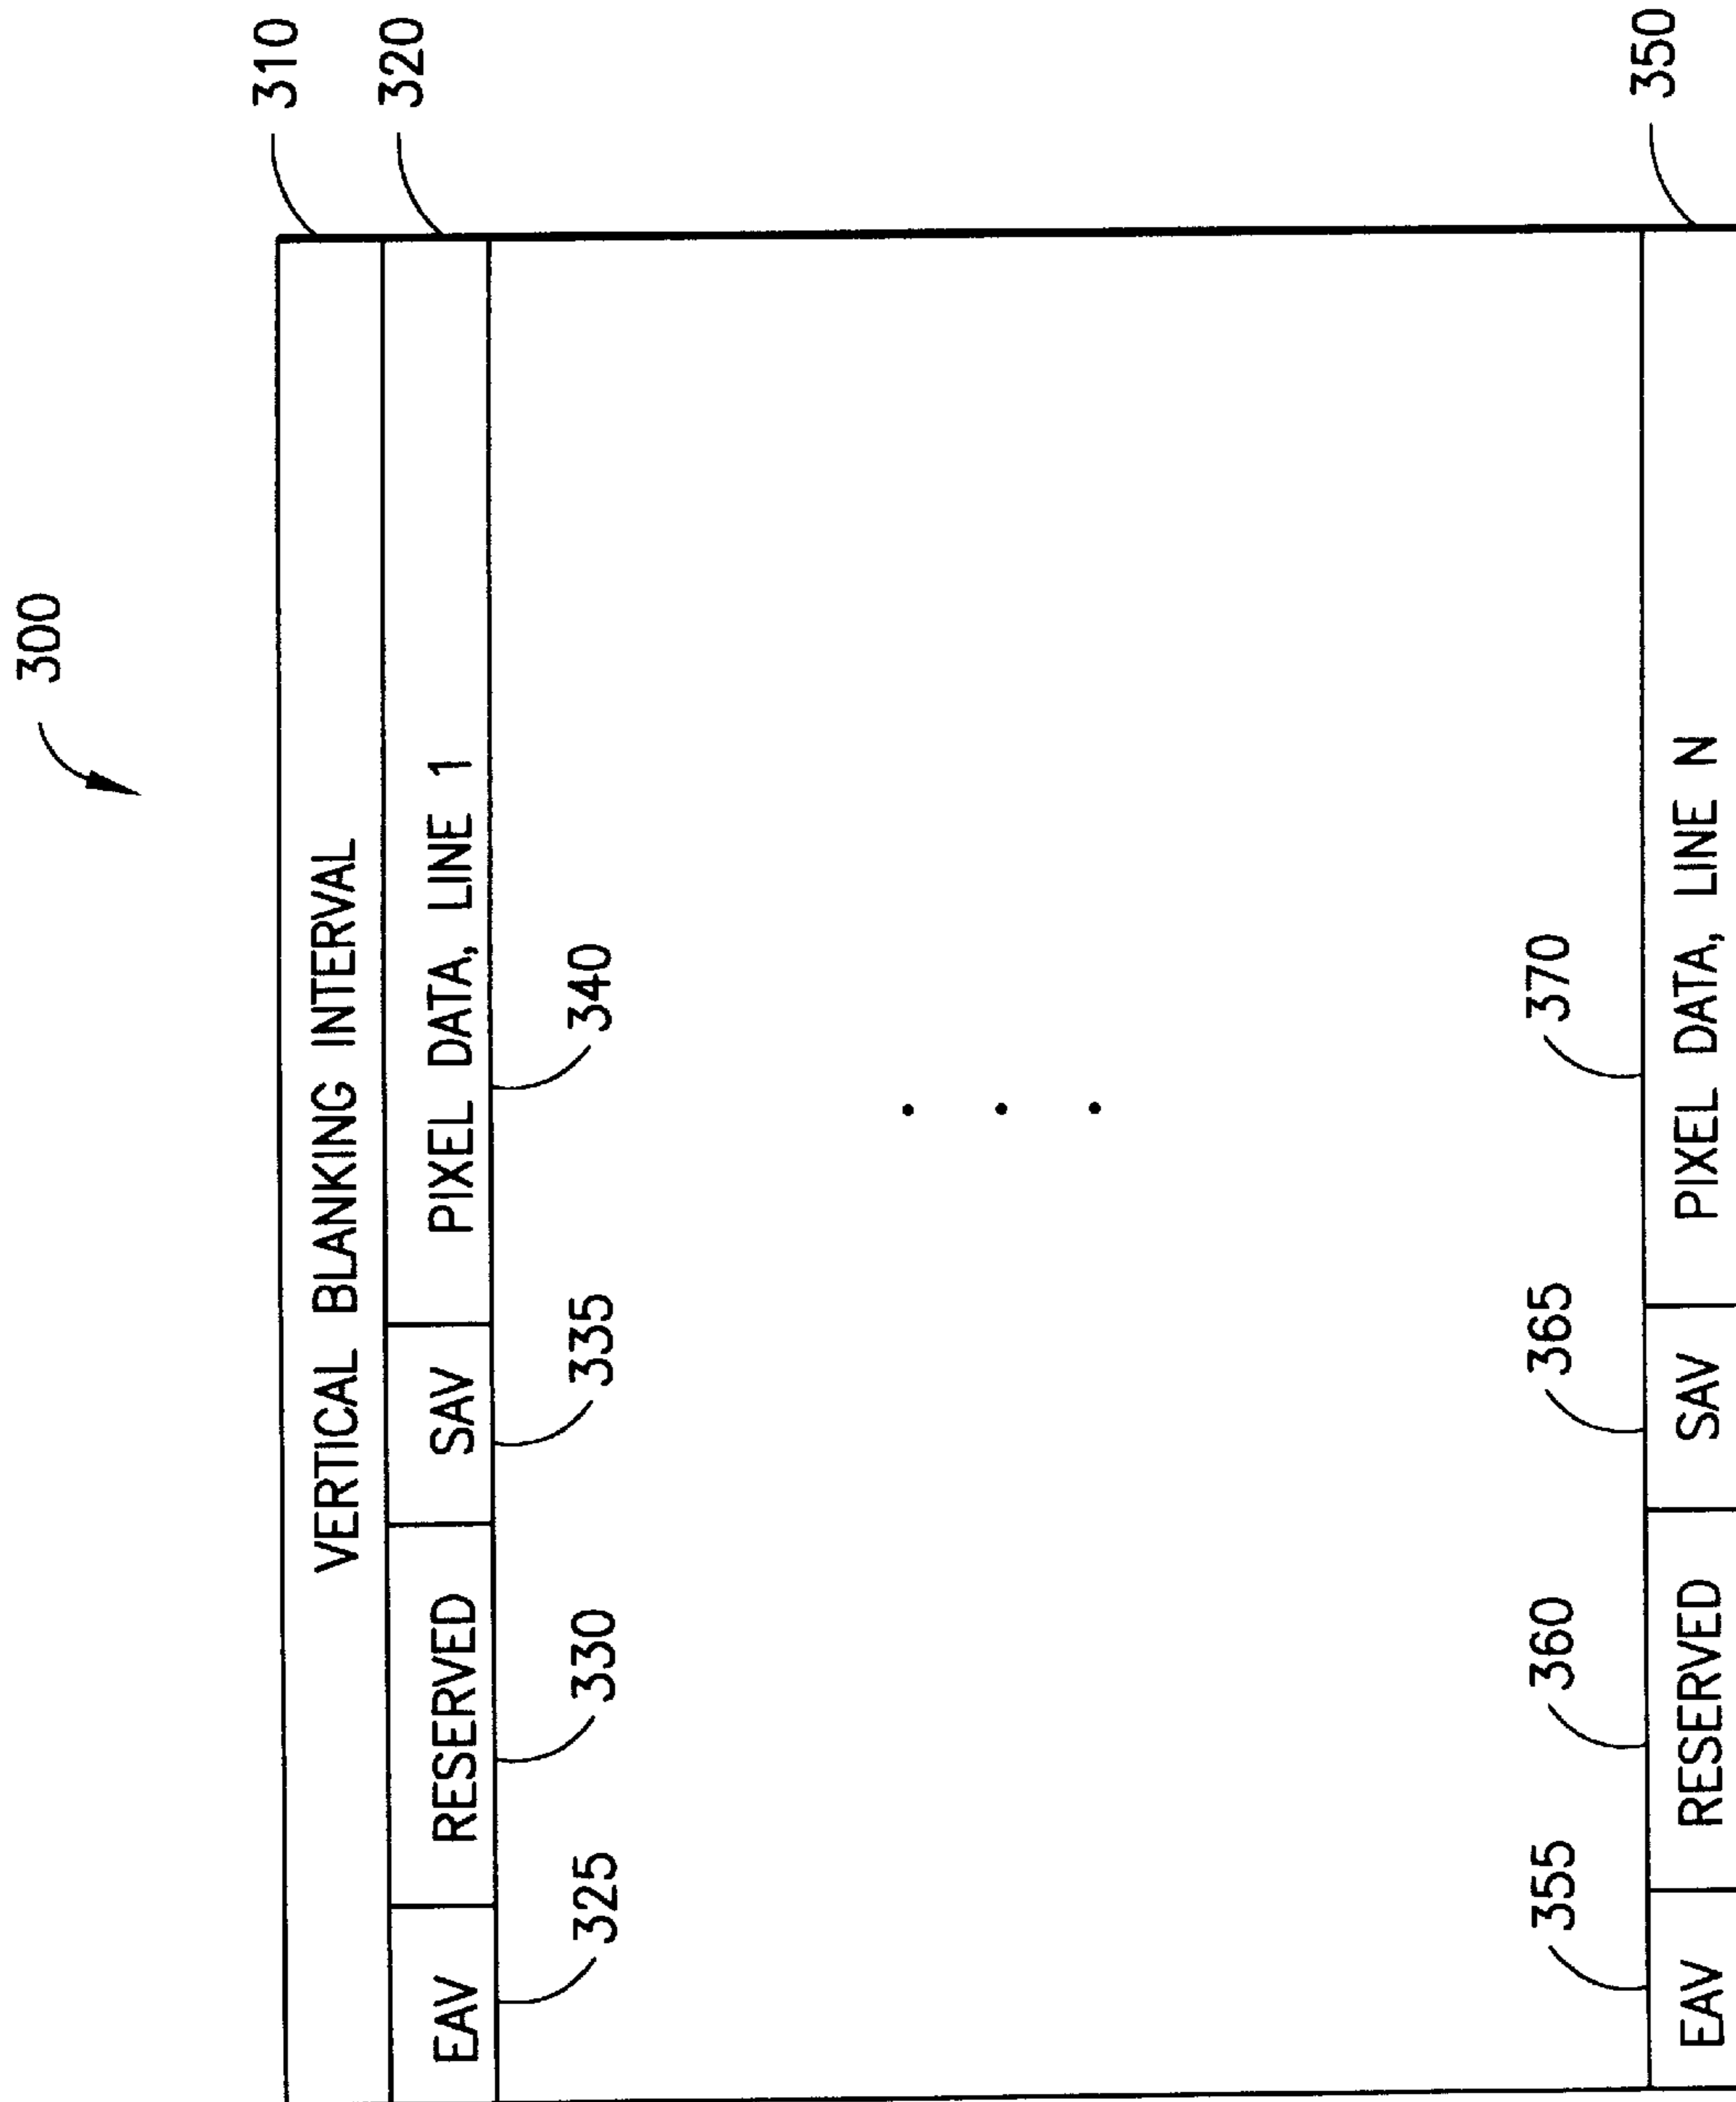 300
310
VERTICAL BLANKING INTERVAL
320
EAV RESERVED SAV PIXEL DATA, LINE 1
325 330 335 340
. . .
355 360 365 370
350
EAV RESERVED SAV PIXEL DATA, LINE N